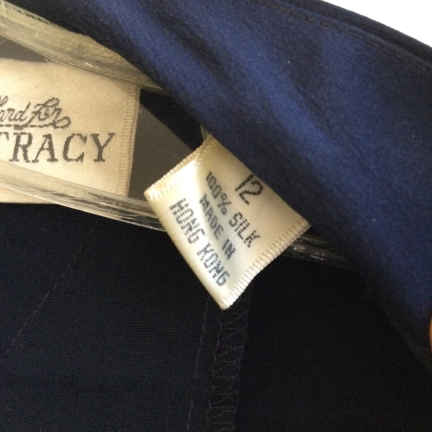 TRACY
12
100% SILK
MADE IN
HONG KONG